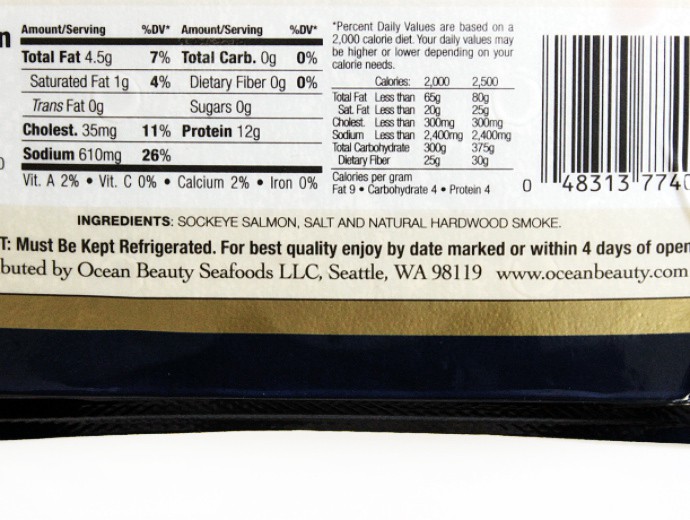 Amount/Serving %DV* Amount/Serving %DV*
Total Fat 4.5g 7% Total Carb. 0g 0%
Saturated Fat 1g 4% Dietary Fiber 0g 0%
Trans Fat 0g Sugars 0g
Cholest. 35mg 11% Protein 12g
Sodium 610mg 26%
Vit. A 2% • Vit. C 0% • Calcium 2% • Iron 0%
*Percent Daily Values are based on a
2,000 calorie diet. Your daily values may
be higher or lower depending on your
calorie needs.
Calories: 2,000 2,500
Total Fat Less than 65g 80g
Sat. Fat Less than 20g 25g
Cholest. Less than 300mg 300mg
Sodium Less than 2,400mg 2,400mg
Total Carbohydrate 300g 375g
Dietary Fiber 25g 30g
Calories per gram
Fat 9 • Carbohydrate 4 • Protein 4
0 48313 7740
INGREDIENTS: SOCKEYE SALMON, SALT AND NATURAL HARDWOOD SMOKE.
T: Must Be Kept Refrigerated. For best quality enjoy by date marked or within 4 days of open
buted by Ocean Beauty Seafoods LLC, Seattle, WA 98119 www.oceanbeauty.com